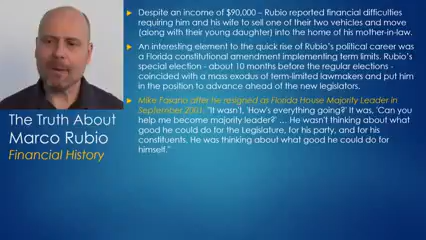 • Despite an income of $90,000 – Rubio reported financial difficulties
requiring him and his wife to sell one of their two vehicles and move
(along with their young daughter) into the home of his mother-in-law.
• An interesting element to the quick rise of Rubio's political career was
a Florida constitutional amendment implementing term limits. Rubio's
special election - about 10 months before the regular elections -
coincided with a mass exodus of term-limited lawmakers and put him
in the position to advance ahead of the new legislators.
• Mike Fasano after he resigned as Florida House Majority Leader in
September 2001: "It wasn't, 'How's everything going?' It was, 'Can you
help me become majority leader?' ... He wasn't thinking about what
good he could do for the Legislature, for his party, and for his
constituents. He was thinking about what good he could do for
himself."
The Truth About
Marco Rubio
Financial History